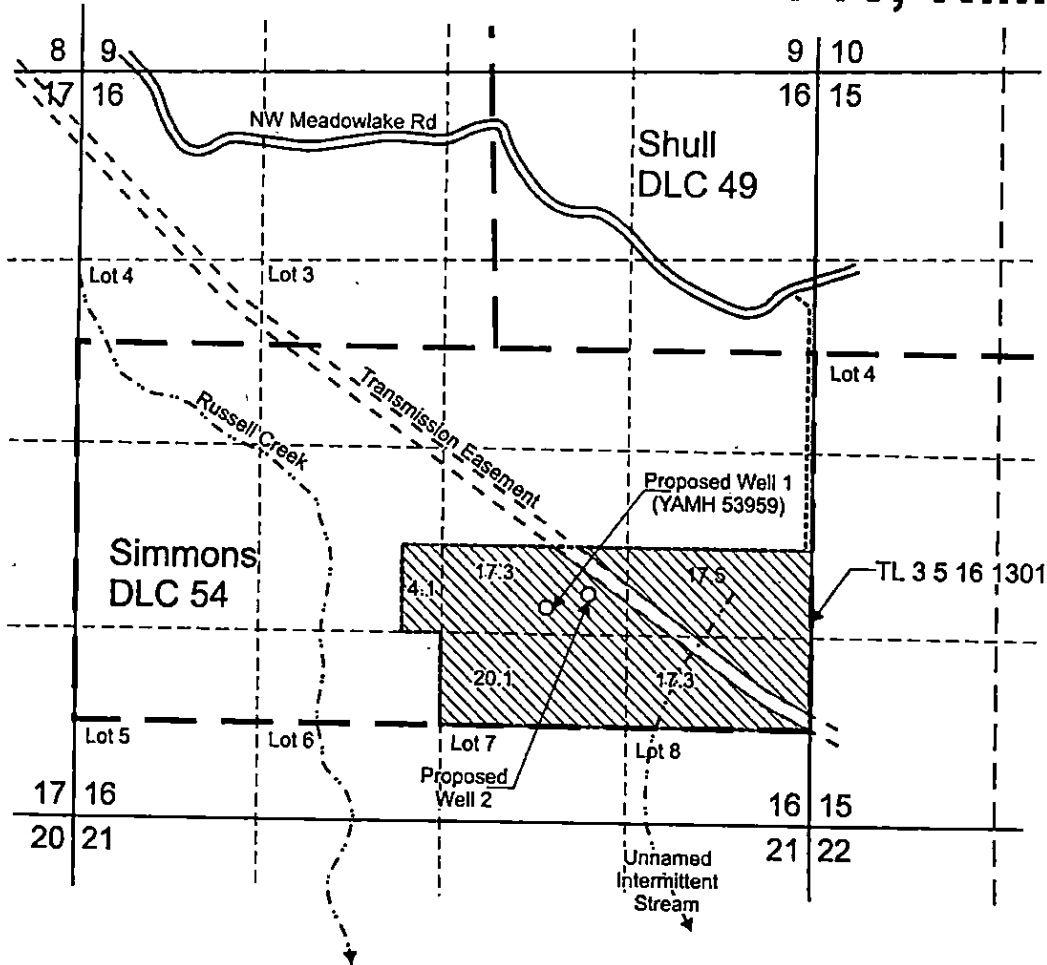 8 9
17 16
9 10
16 15
NW Meadowlake Rd
Shull
DLC 49
Lot 4
Lot 3
Lot 4
Transmission Easement
Russell Creek
Proposed Well 1
(YAMH 53959)
Simmons
DLC 54
4.1
17.3
17.5
TL 3 5 16 1301
20.1
17.3
Lot 5
Lot 6
Lot 7
Lot 8
Proposed
Well 2
17 16
20 21
16 15
21 22
Unnamed
Intermittent
Stream